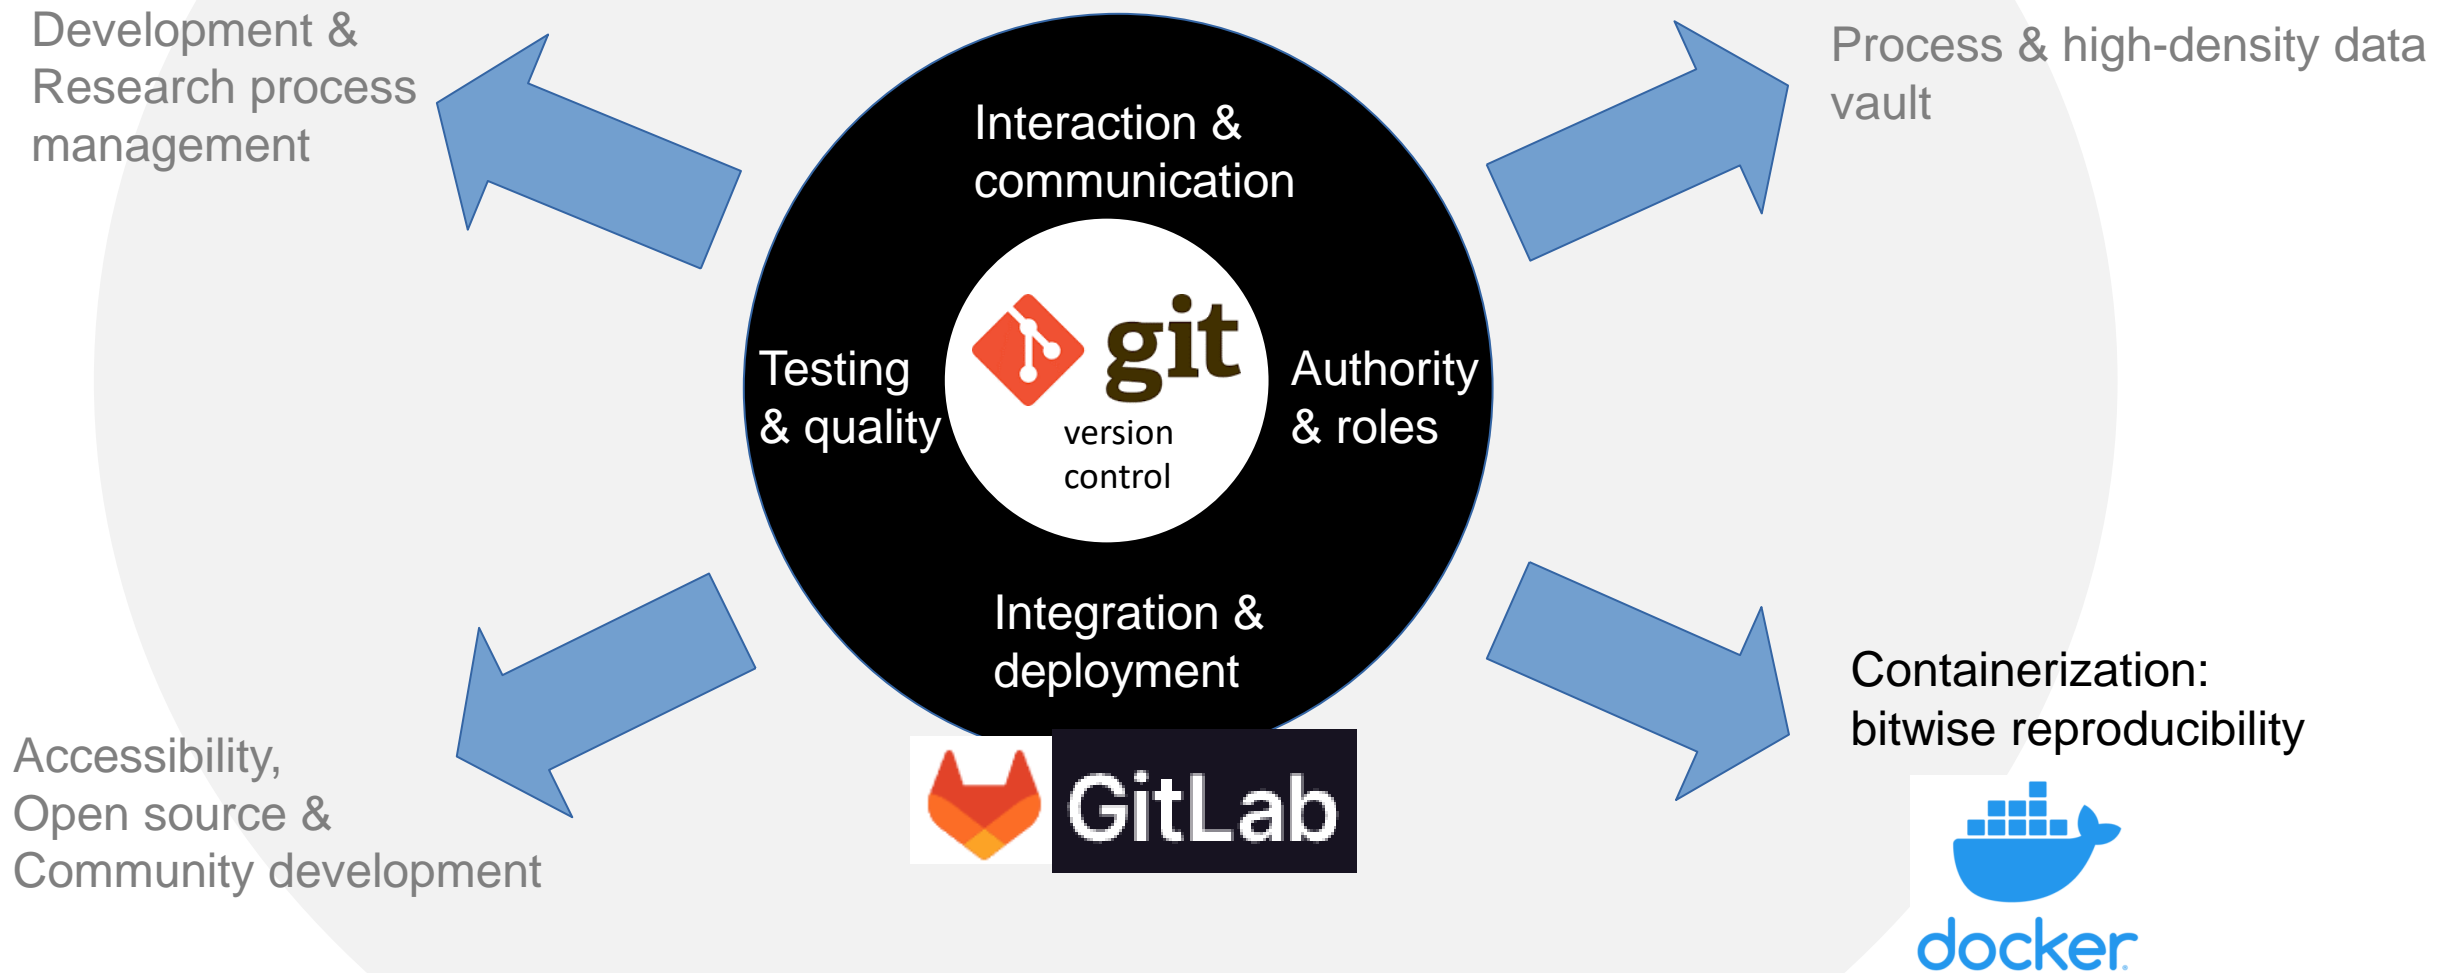 Development &
Research process
management
Process & high-density data
vault
Interaction &
communication
git
version
control
Testing
& quality
Authority
& roles
Integration &
deployment
GitLab
Accessibility,
Open source &
Community development
Containerization:
bitwise reproducibility
docker